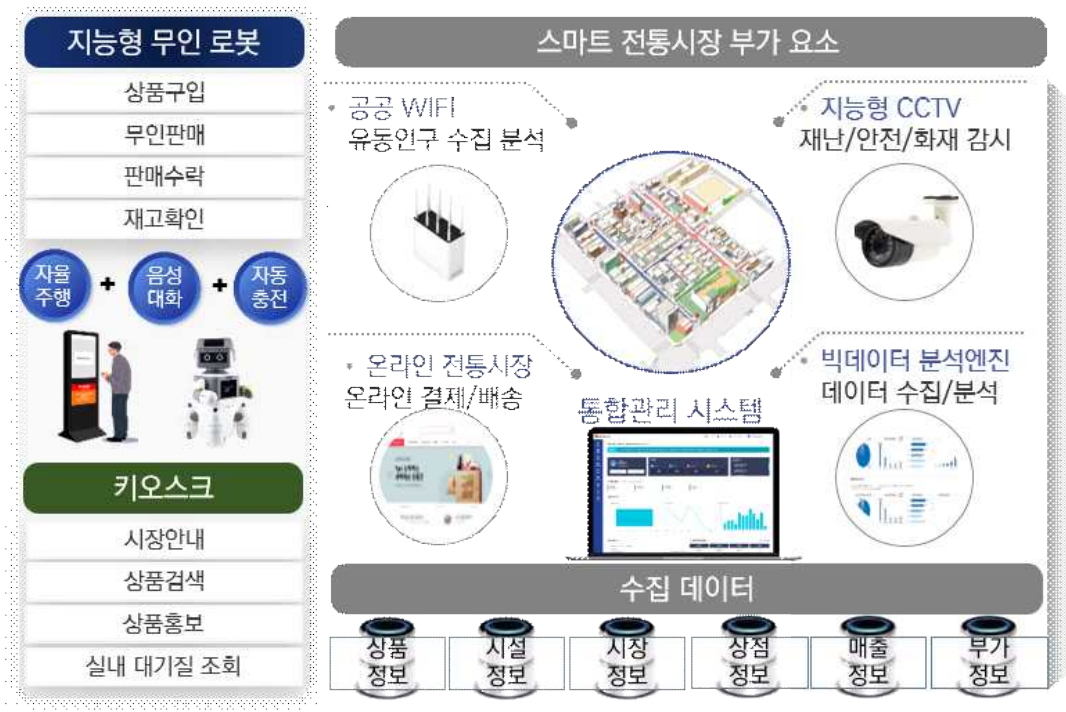 지능형 무인 로봇
상품구입
무인판매
판매수락
재고확인
자율
주행
+
음성
대화
+
자동
충전
키오스크
시장안내
상품검색
상품홍보
실내 대기질 조회
스마트 전통시장 부가 요소
• 공공 WIFI
유동인구 수집 분석
• 지능형 CCTV
재난/안전/화재 감시
• 온라인 전통시장
온라인 결제/배송
• 빅데이터 분석엔진
데이터 수집/분석
통합관리 시스템
수집 데이터
상품
정보
시설
정보
시장
정보
상점
정보
매출
정보
부가
정보